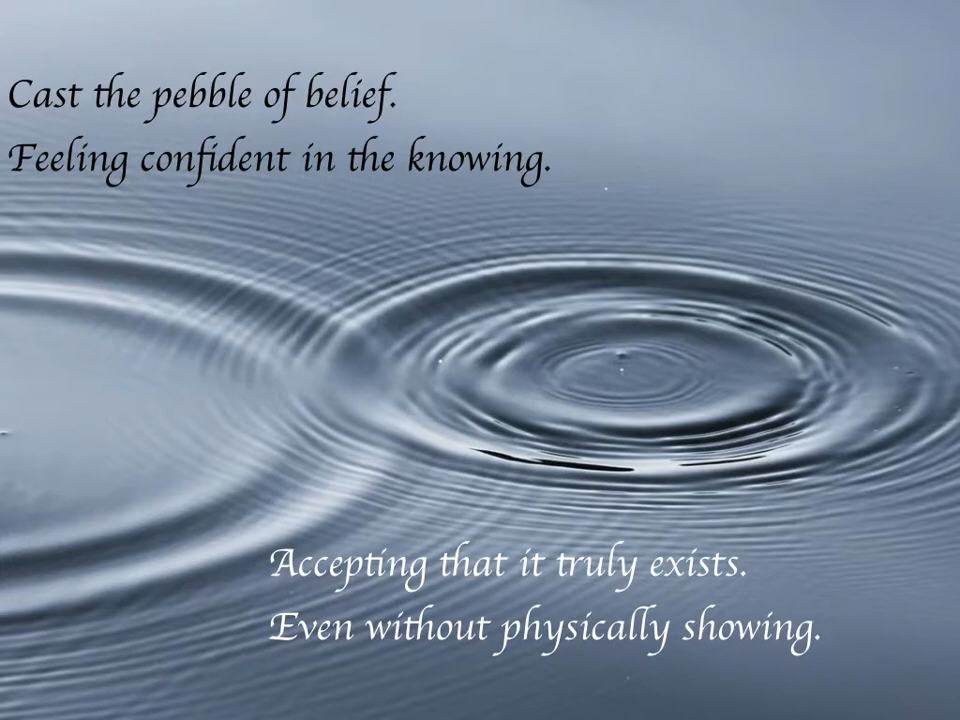 Cast the pebble of belief.
Feeling confident in the knowing.
Accepting that it truly exists.
Even without physically showing.